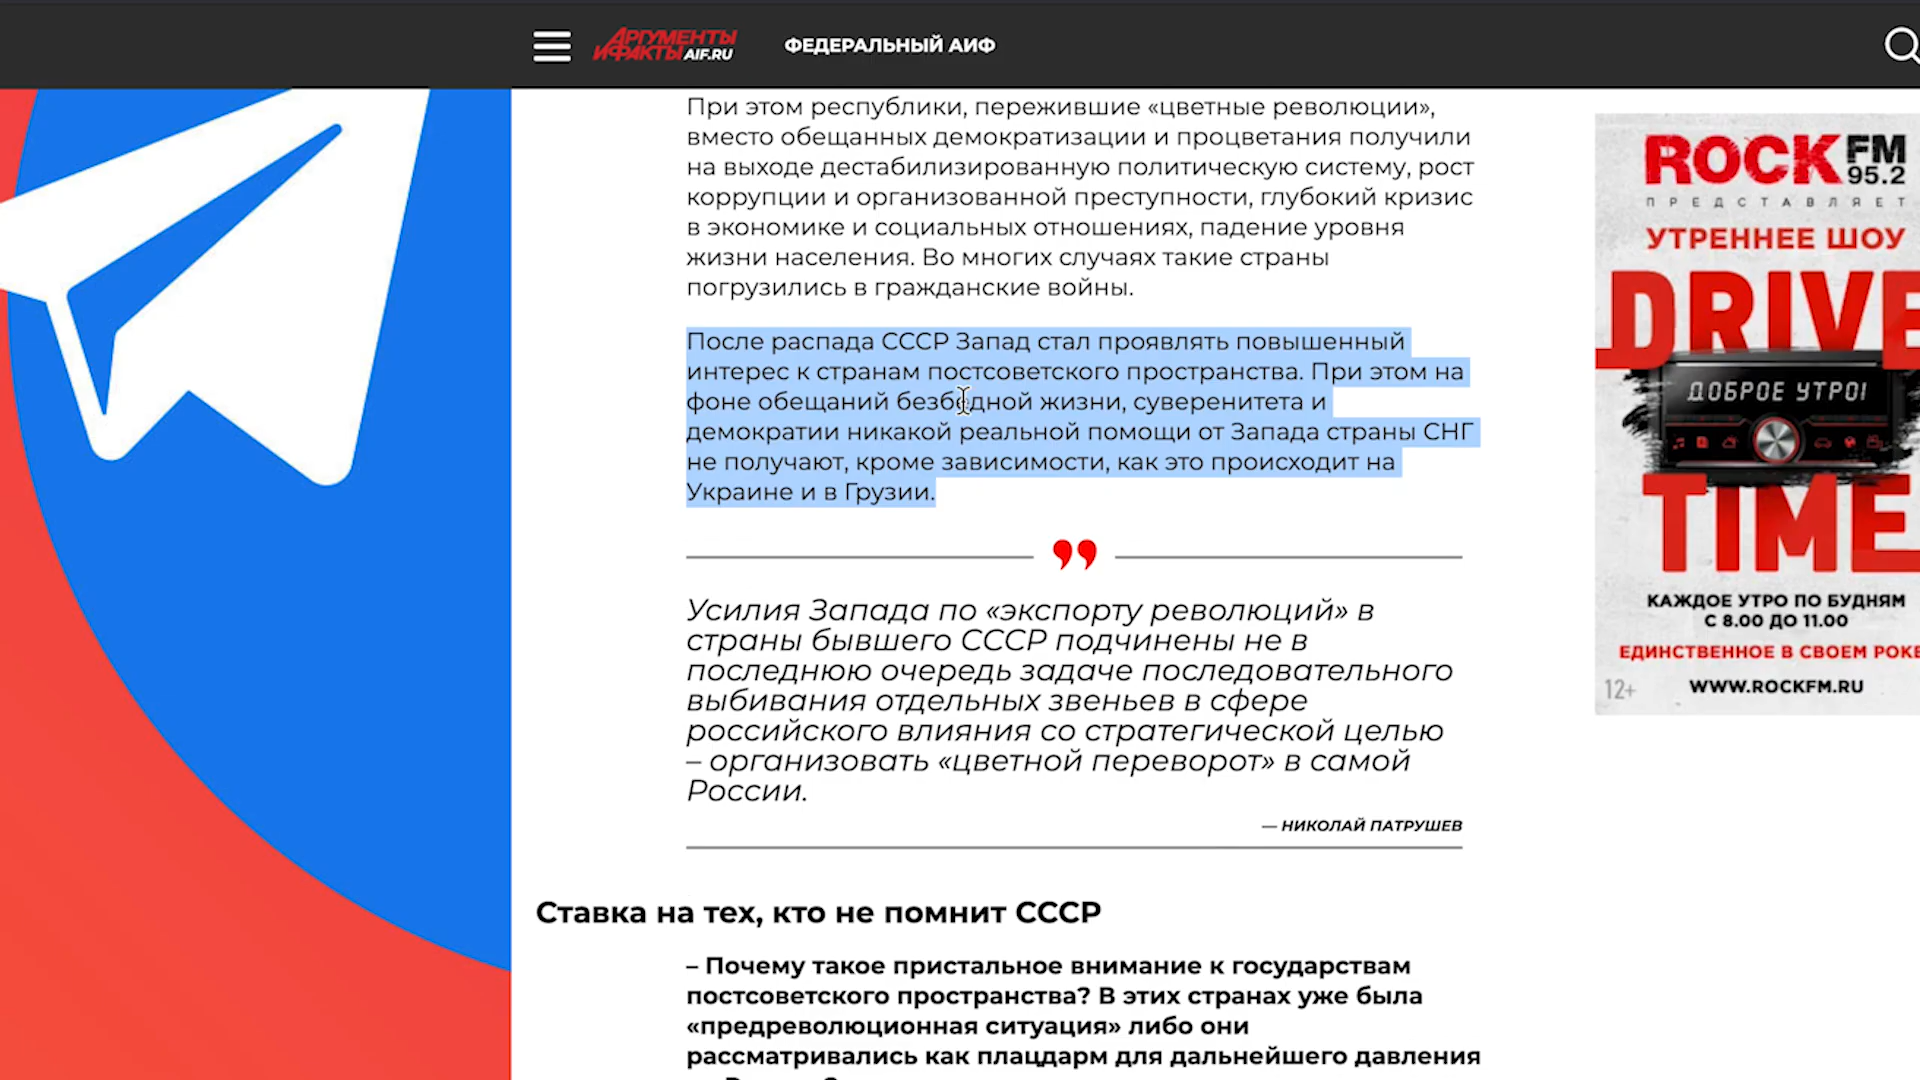 АРГУМЕНТЫ
И ФАКТЫ AIF.RU
ФЕДЕРАЛЬНЫЙ АИФ
При этом республики, пережившие «цветные революции»,
вместо обещанных демократизации и процветания получили
на выходе дестабилизированную политическую систему, рост
коррупции и организованной преступности, глубокий кризис
в экономике и социальных отношениях, падение уровня
жизни населения. Во многих случаях такие страны
погрузились в гражданские войны.
После распада СССР Запад стал проявлять повышенный
интерес к странам постсоветского пространства. При этом на
фоне обещаний безбедной жизни, суверенитета и
демократии никакой реальной помощи от Запада страны СНГ
не получают, кроме зависимости, как это происходит на
Украине и в Грузии.
Усилия Запада по «экспорту революций» в
страны бывшего СССР подчинены не в
последнюю очередь задаче последовательного
выбивания отдельных звеньев в сфере
российского влияния со стратегической целью
– организовать «цветной переворот» в самой
России.
— НИКОЛАЙ ПАТРУШЕВ
Ставка на тех, кто не помнит СССР
– Почему такое пристальное внимание к государствам
постсоветского пространства? В этих странах уже была
«предреволюционная ситуация» либо они
рассматривались как плацдарм для дальнейшего давления
ROCK FM
95.2
ПРЕДСТАВЛЯЕТ
УТРЕННЕЕ ШОУ
DRIVE
ДОБРОЕ УТРО!
TIME
КАЖДОЕ УТРО ПО БУДНЯМ
С 8.00 ДО 11.00
ЕДИНСТВЕННОЕ В СВОЕМ РОКЕ
12+
WWW.ROCKFM.RU